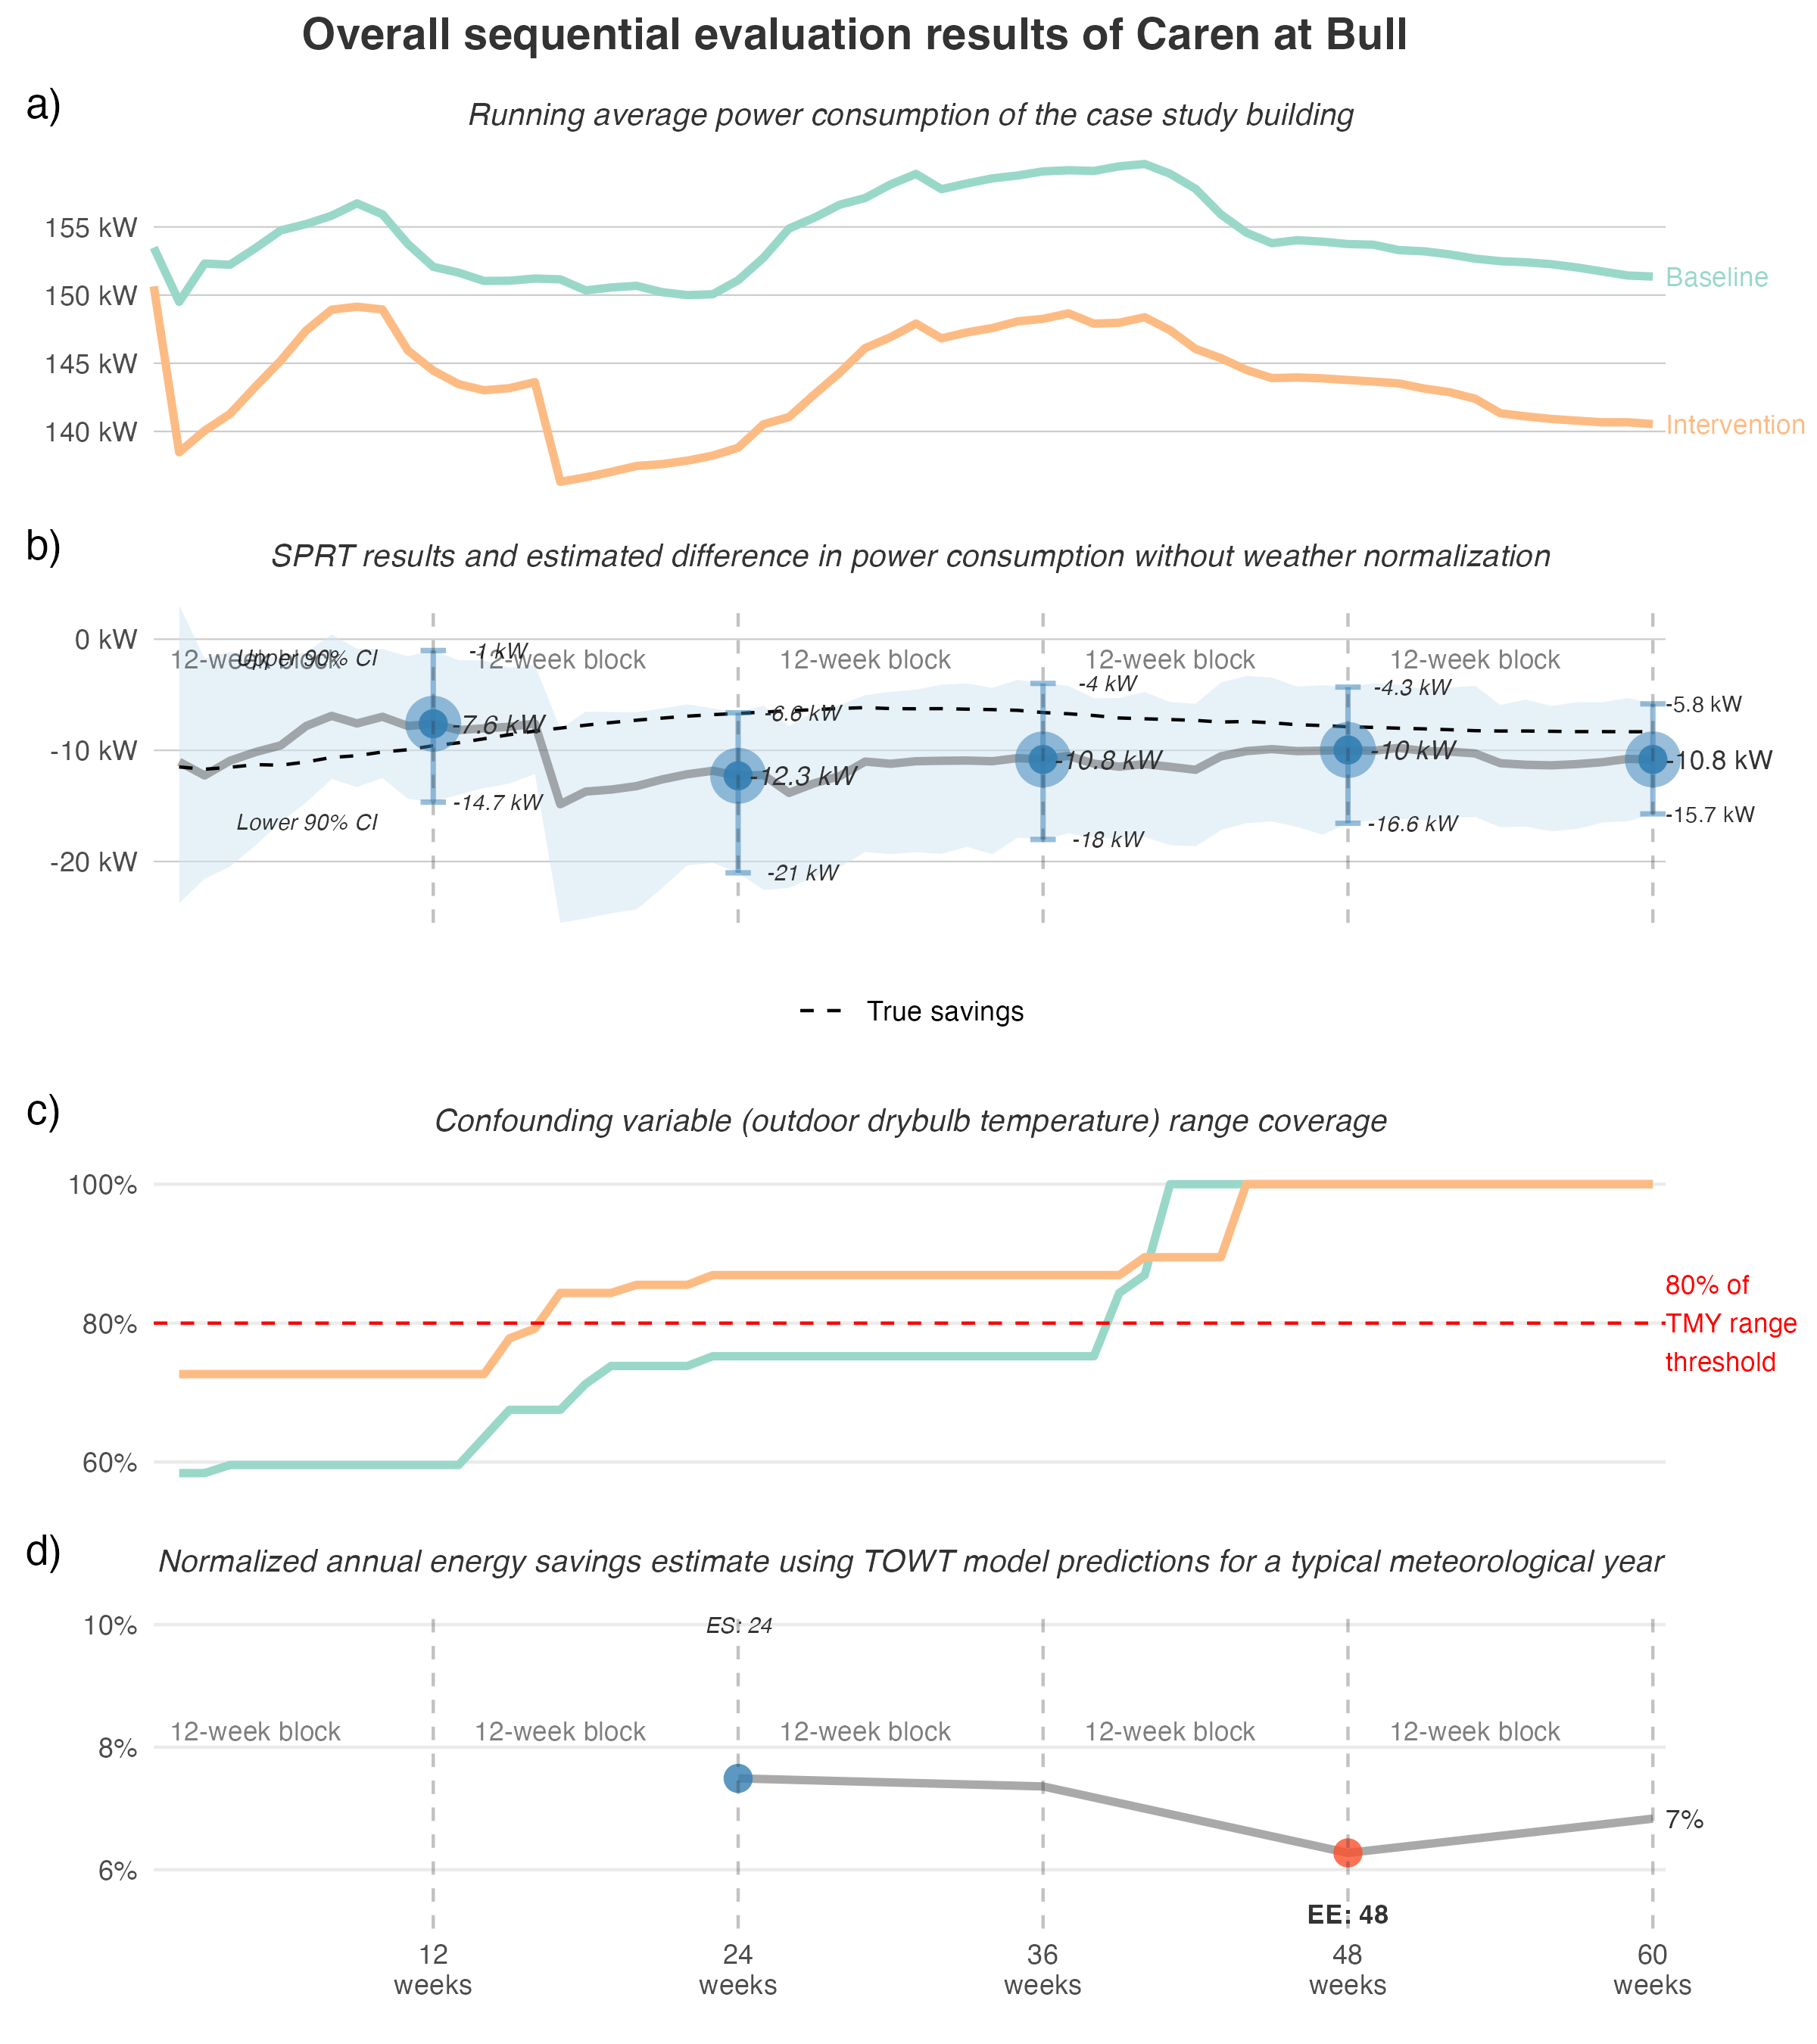 Overall sequential evaluation results of Caren at Bull
a)
Running average power consumption of the case study building
155 kW
150 kW
145 kW
140 kW
Baseline
Intervention
b)
SPRT results and estimated difference in power consumption without weather normalization
0 kW
-10 kW
-20 kW
12-week block
12-week block
12-week block
12-week block
12-week block
Upper 90% CI
Lower 90% CI
-1 kW
-7.6 kW
-14.7 kW
-6.6 kW
-12.3 kW
-21 kW
-4 kW
-10.8 kW
-18 kW
-4.3 kW
-10 kW
-16.6 kW
-5.8 kW
-10.8 kW
-15.7 kW
True savings
c)
Confounding variable (outdoor drybulb temperature) range coverage
100%
80%
60%
80% of
TMY range
threshold
d)
Normalized annual energy savings estimate using TOWT model predictions for a typical meteorological year
10%
8%
6%
ES: 24
12-week block
12-week block
12-week block
12-week block
12-week block
7%
EE: 48
12
weeks
24
weeks
36
weeks
48
weeks
60
weeks